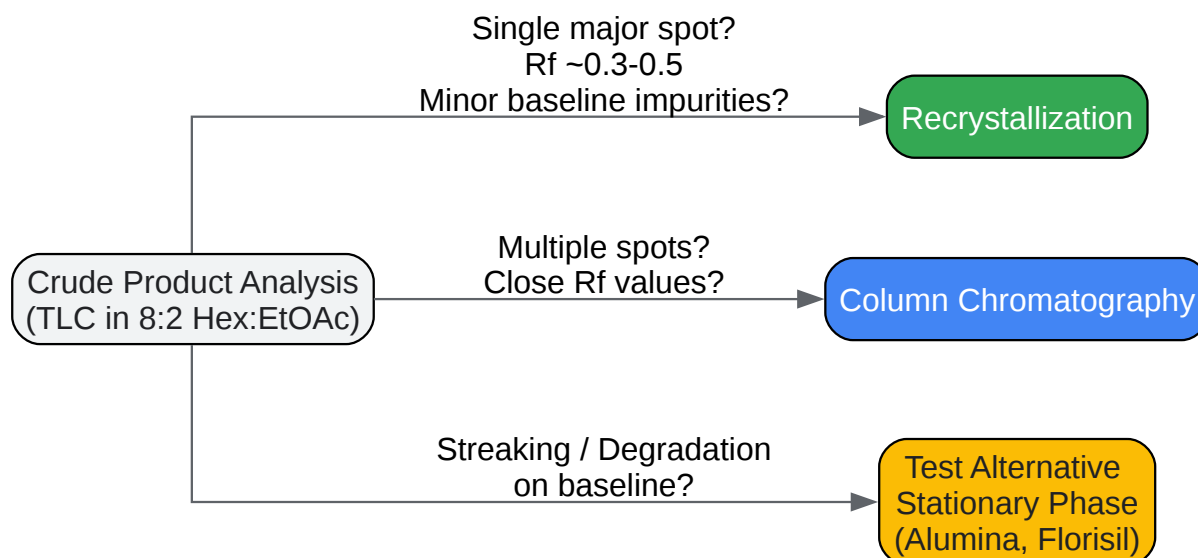 Single major spot?
Rf ~0.3-0.5
Minor baseline impurities?
Recrystallization
Crude Product Analysis
(TLC in 8:2 Hex:EtOAc)
Multiple spots?
Close Rf values?
Column Chromatography
Streaking / Degradation
on baseline?
Test Alternative
Stationary Phase
(Alumina, Florisil)